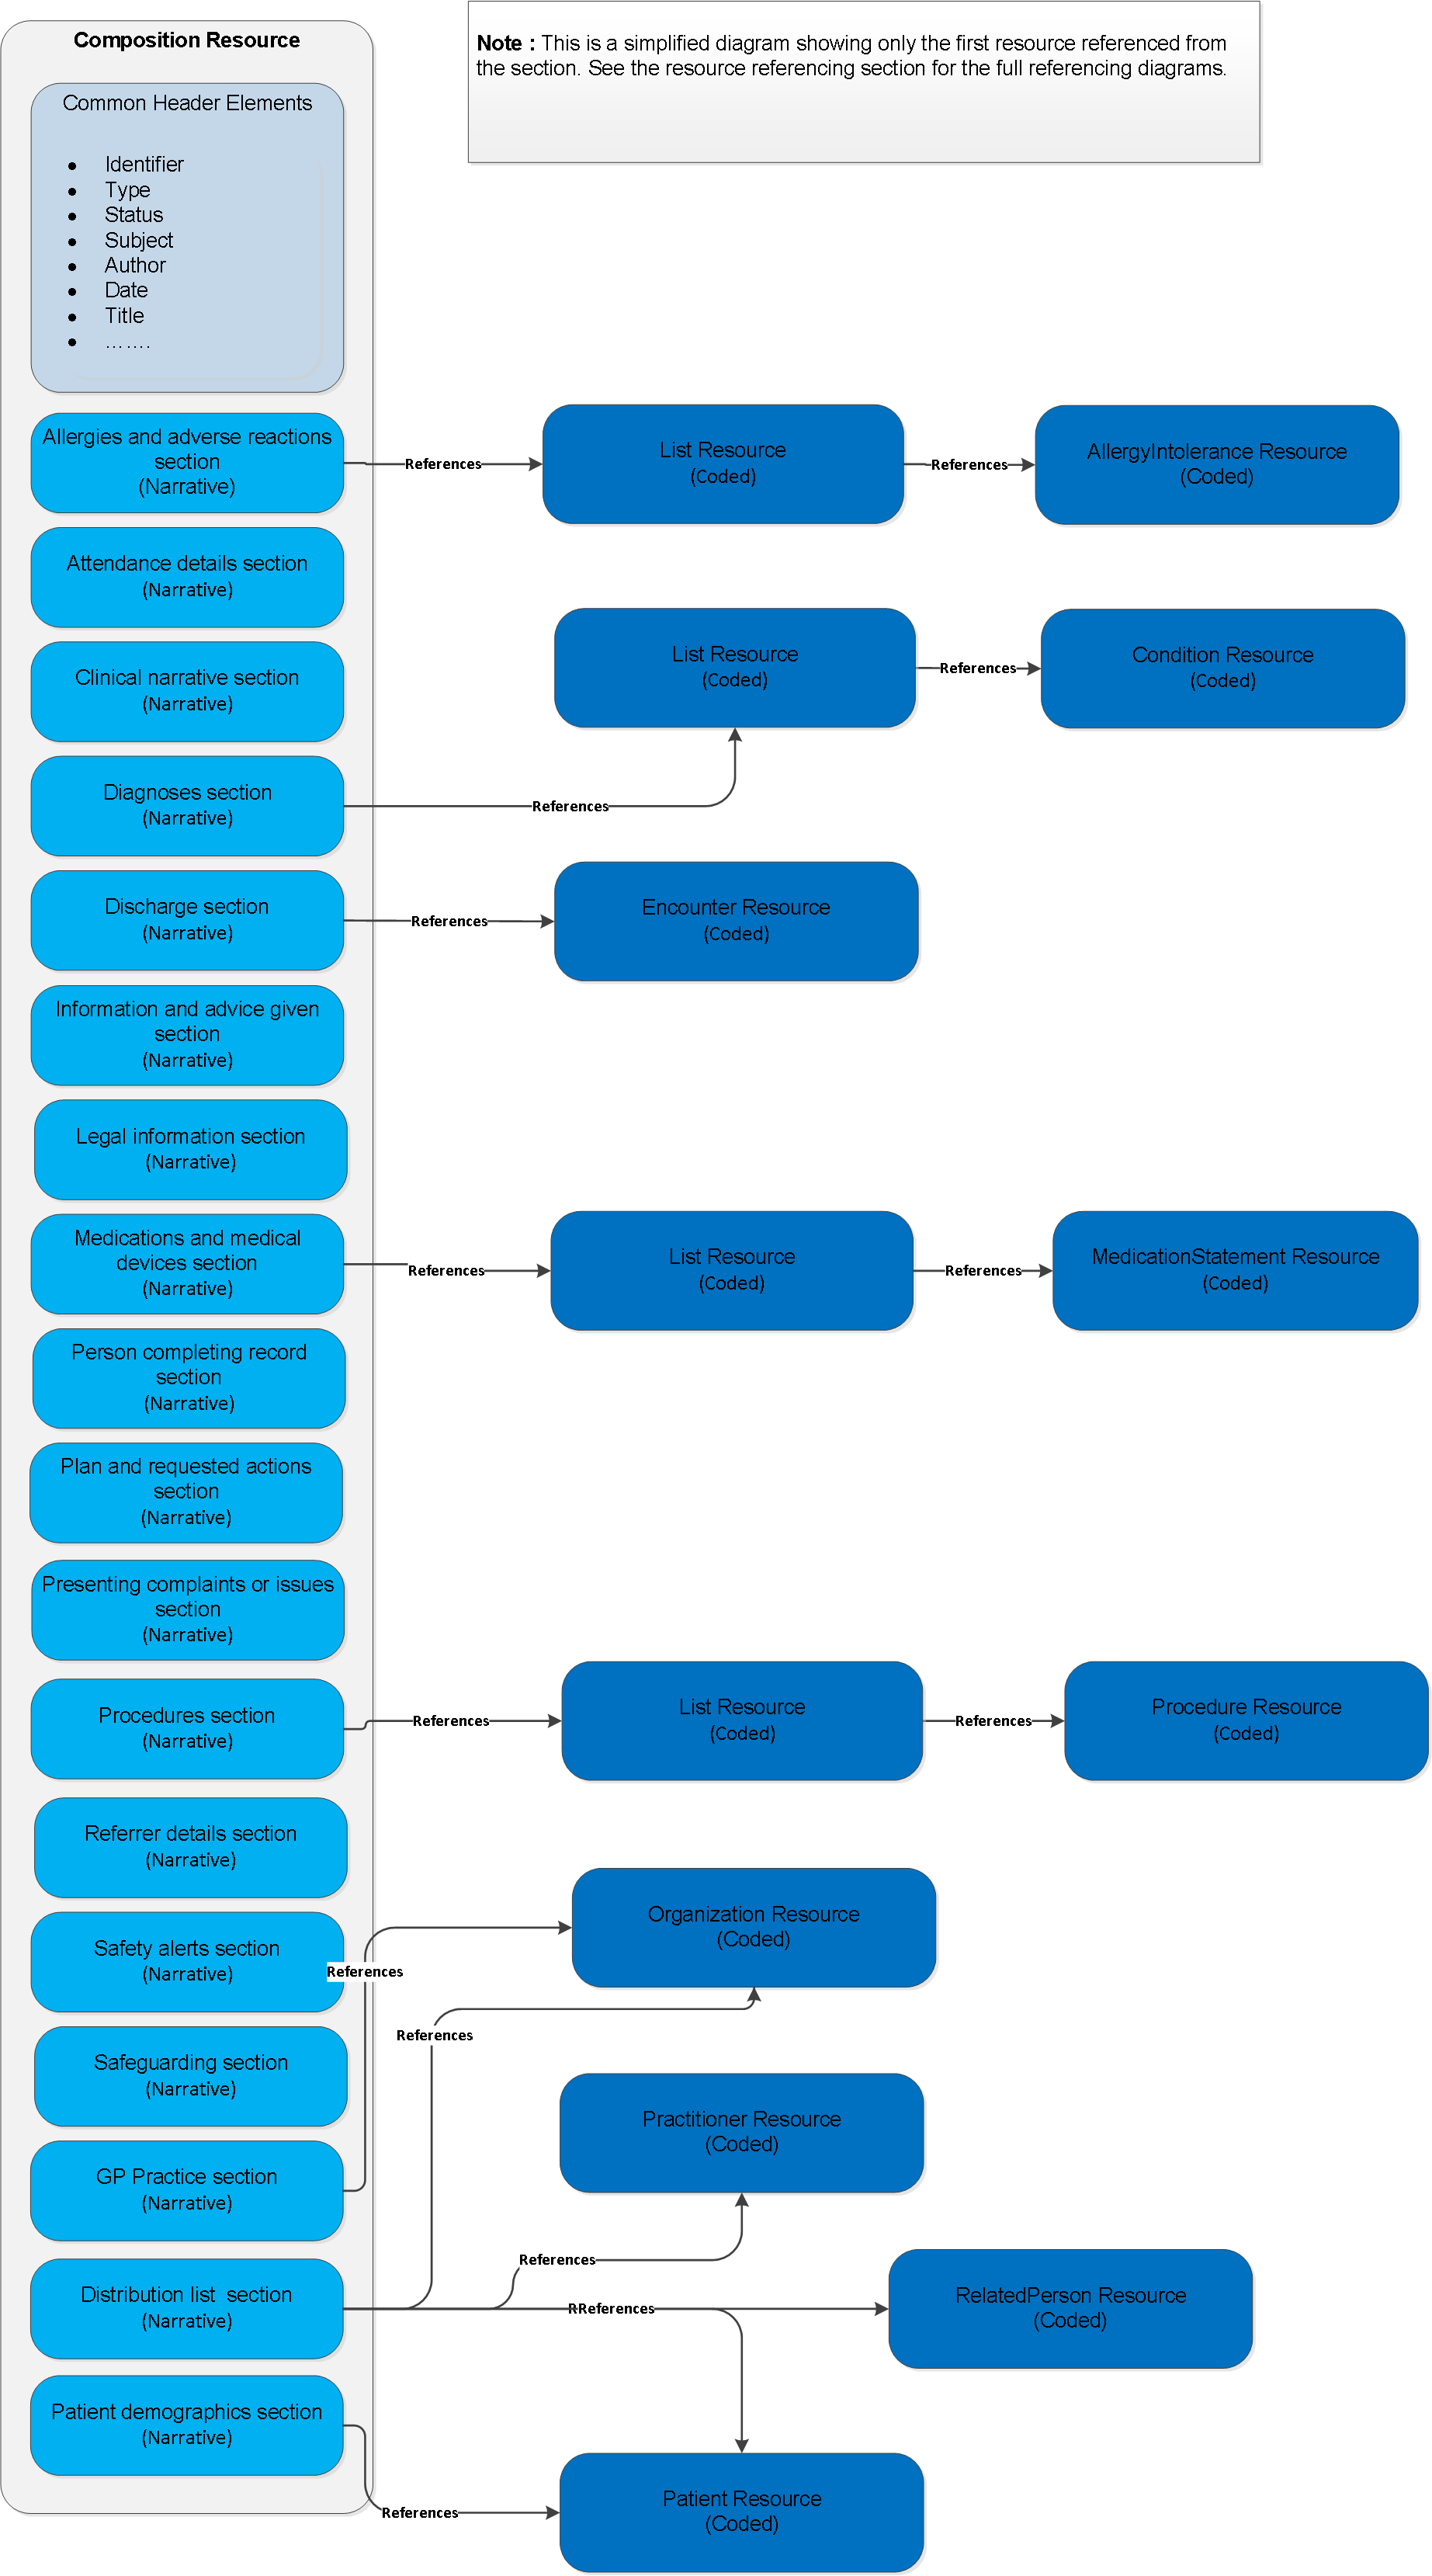 Composition Resource
Note : This is a simplified diagram showing only the first resource referenced from
the section. See the resource referencing section for the full referencing diagrams.
Common Header Elements
● Identifier
● Type
● Status
● Subject
● Author
● Date
● Title
● …….
Allergies and adverse reactions
section
(Narrative)
References
List Resource
(Coded)
References
AllergyIntolerance Resource
(Coded)
Attendance details section
(Narrative)
Clinical narrative section
(Narrative)
List Resource
(Coded)
References
Condition Resource
(Coded)
Diagnoses section
(Narrative)
References
Discharge section
(Narrative)
References
Encounter Resource
(Coded)
Information and advice given
section
(Narrative)
Legal information section
(Narrative)
Medications and medical
devices section
(Narrative)
References
List Resource
(Coded)
References
MedicationStatement Resource
(Coded)
Person completing record
section
(Narrative)
Plan and requested actions
section
(Narrative)
Presenting complaints or issues
section
(Narrative)
Procedures section
(Narrative)
References
List Resource
(Coded)
References
Procedure Resource
(Coded)
Referrer details section
(Narrative)
Organization Resource
(Coded)
Safety alerts section
(Narrative)
References
References
Safeguarding section
(Narrative)
Practitioner Resource
(Coded)
GP Practice section
(Narrative)
References
Distribution list section
(Narrative)
RReferences
RelatedPerson Resource
(Coded)
Patient demographics section
(Narrative)
References
Patient Resource
(Coded)